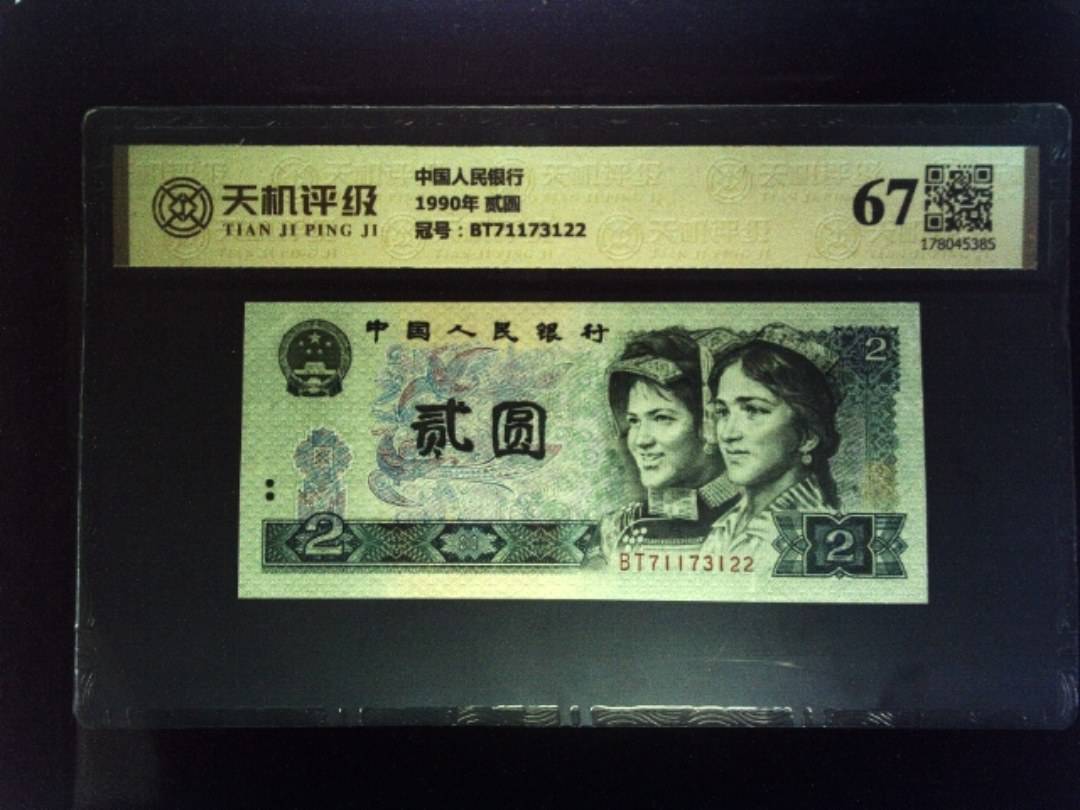 天机评级
TIAN JI PING JI
中国人民银行
1990年 贰圆
冠号：BT71173122
67
178045385
中国人民银行
2
贰圆
2
BT71173122
2